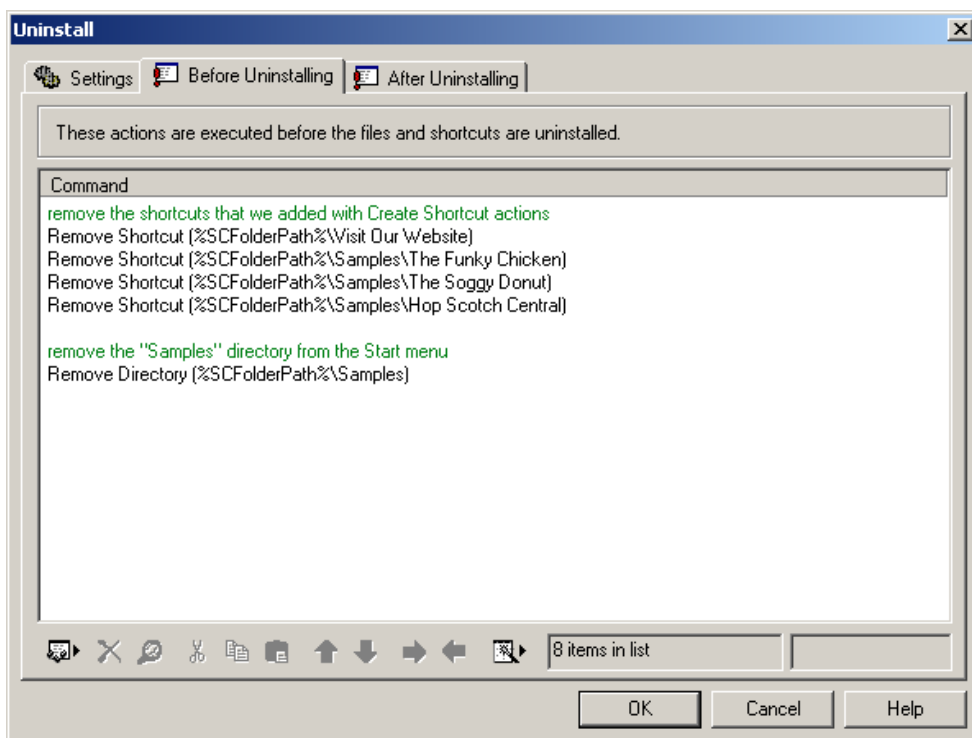 Uninstall
Settings
Before Uninstalling
After Uninstalling
These actions are executed before the files and shortcuts are uninstalled.
Command
remove the shortcuts that we added with Create Shortcut actions
Remove Shortcut (%SCFolderPath%\Visit Our Website)
Remove Shortcut (%SCFolderPath%\Samples\The Funky Chicken)
Remove Shortcut (%SCFolderPath%\Samples\The Soggy Donut)
Remove Shortcut (%SCFolderPath%\Samples\Hop Scotch Central)
remove the "Samples" directory from the Start menu
Remove Directory (%SCFolderPath%\Samples)
8 items in list
OK
Cancel
Help